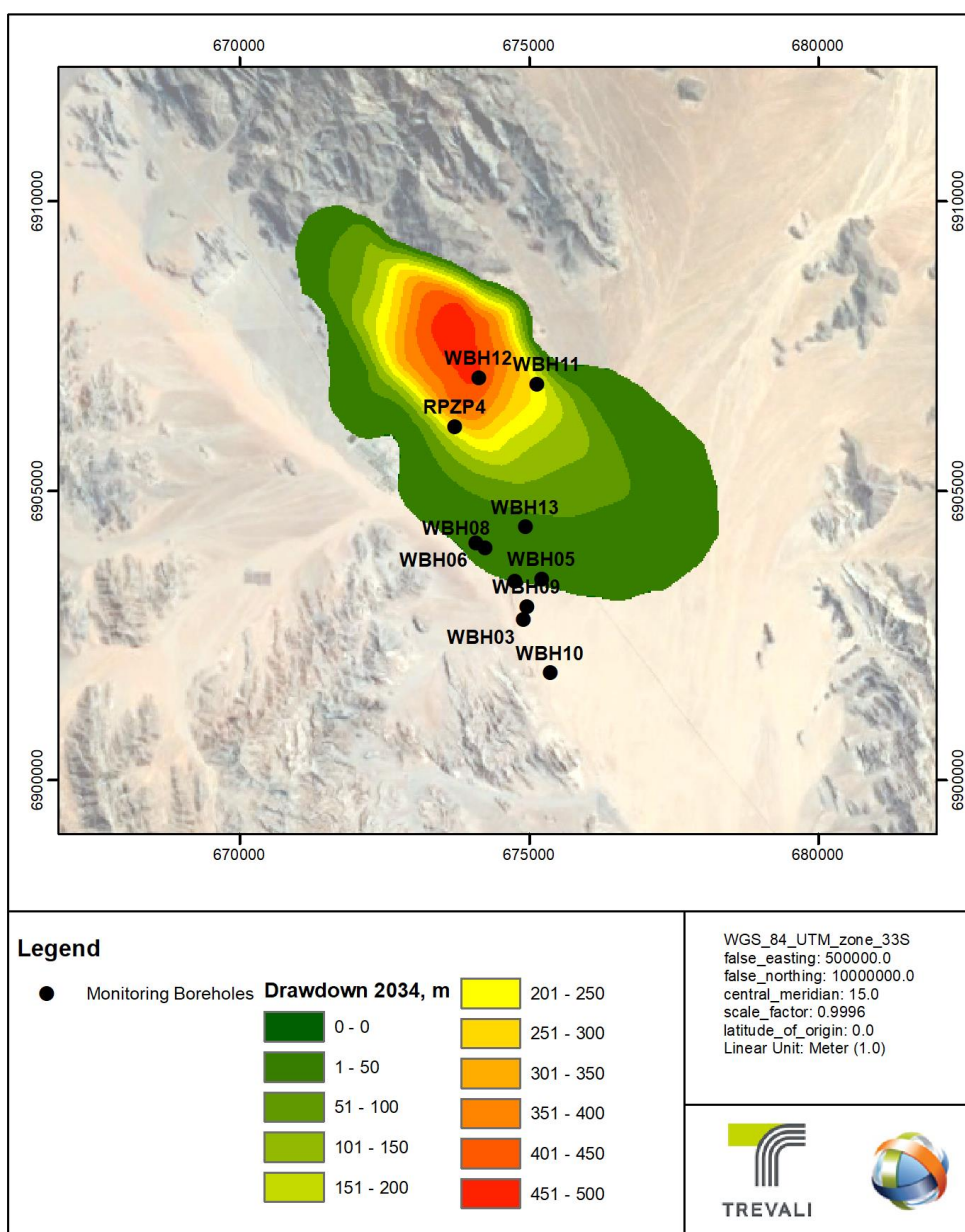 670000 675000 680000
6910000 6910000
WBH12 WBH11
RPZP4
6905000 6905000
WBH13
WBH08
WBH06 WBH05
WBH09
WBH03
WBH10
6900000 6900000
670000 675000 680000
Legend
Monitoring Boreholes
Drawdown 2034, m
0 - 0
1 - 50
51 - 100
101 - 150
151 - 200
201 - 250
251 - 300
301 - 350
351 - 400
401 - 450
451 - 500
WGS_84_UTM_zone_33S
false_easting: 500000.0
false_northing: 10000000.0
central_meridian: 15.0
scale_factor: 0.9996
latitude_of_origin: 0.0
Linear Unit: Meter (1.0)
TREVALI